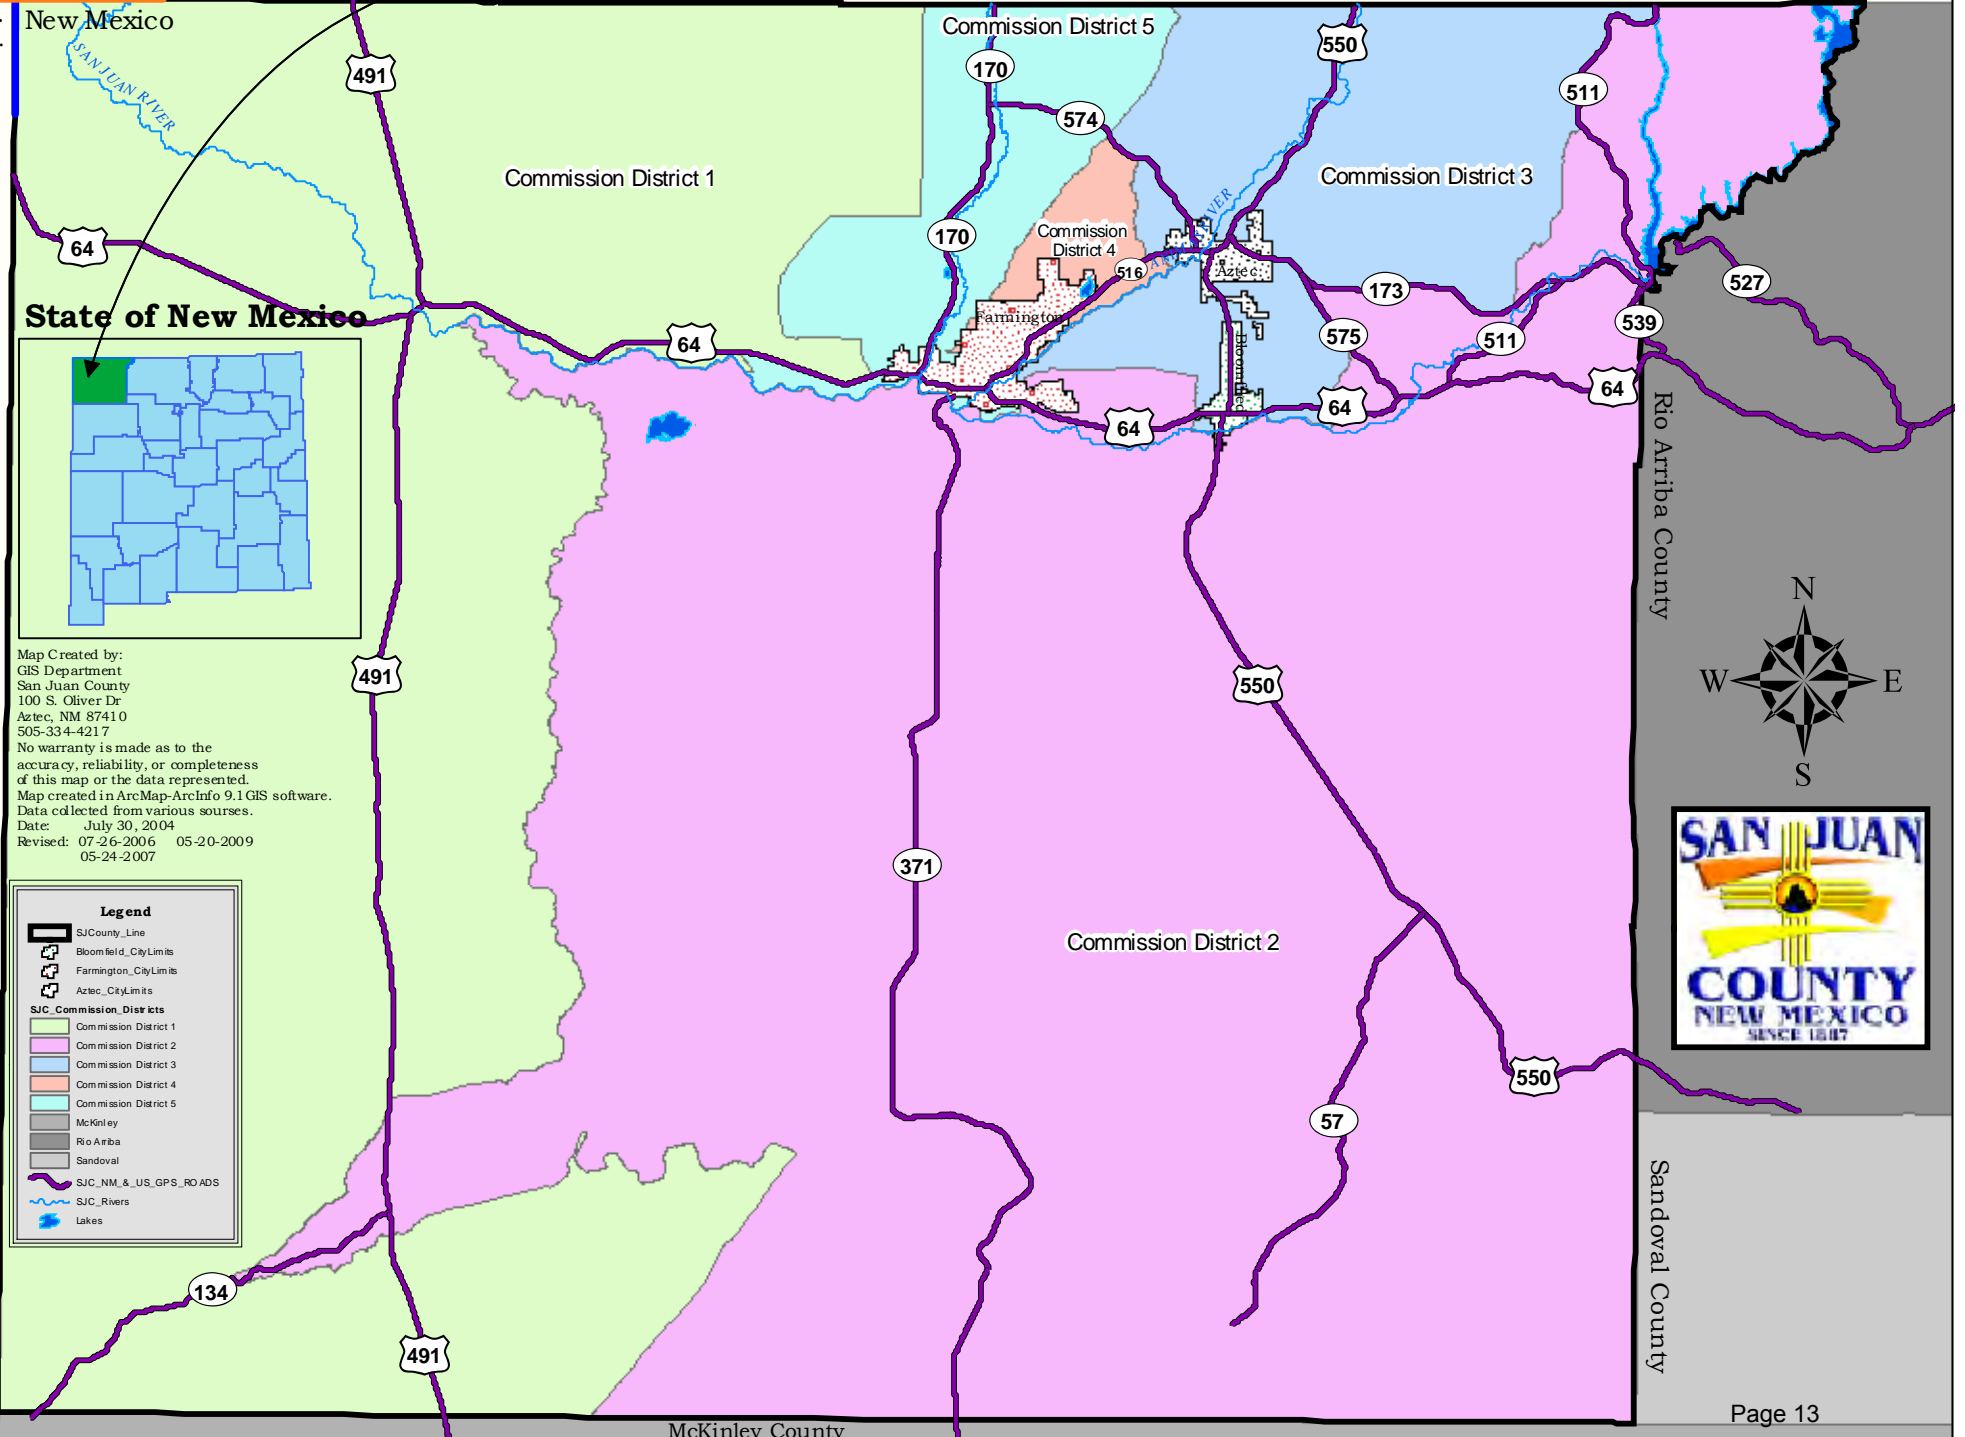 New Mexico
SAN JUAN RIVER
491
Commission District 5
170
574
550
511
Commission District 1
Commission District 3
64
170
Commission
District 4
516
RIVER
Aztec
173
527
State of New Mexico
64
Farmington
575
511
539
Bloomfield
64
64
64
Rio Arriba County
N
W
E
S
491
550
Map Created by:
GIS Department
San Juan County
100 S. Oliver Dr
Aztec, NM 87410
505-334-4217
No warranty is made as to the
accuracy, reliability, or completeness
of this map or the data represented.
Map created in ArcMap-ArcInfo 9.1 GIS software.
Data collected from various sourses.
Date: July 30, 2004
Revised: 07-26-2006 05-20-2009
05-24-2007
371
SAN JUAN
COUNTY
NEW MEXICO
SINCE 1887
Commission District 2
Legend
SJCounty_Line
Bloomfield_CityLimits
Farmington_CityLimits
Aztec_CityLimits
SJC_Commission_Districts
Commission District 1
Commission District 2
Commission District 3
Commission District 4
Commission District 5
McKinley
Rio Arriba
Sandoval
SJC_NM_&_US_GPS_ROADS
SJC_Rivers
Lakes
550
57
Sandoval County
134
491
Page 13
McKinley County